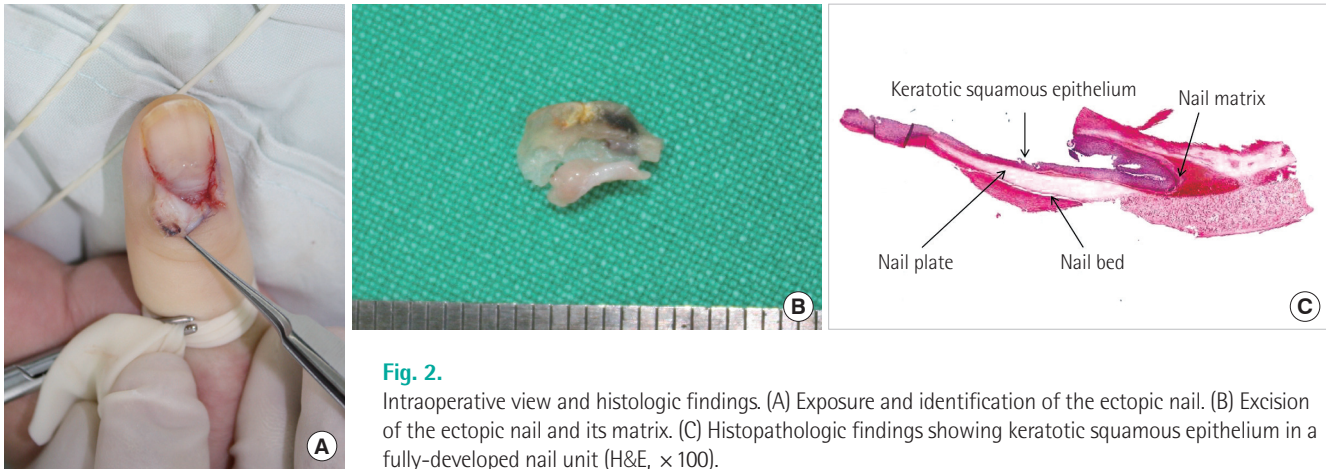 Keratotic squamous epithelium
Nail matrix
Nail plate
Nail bed
A
B
C
Fig. 2.
Intraoperative view and histologic findings. (A) Exposure and identification of the ectopic nail. (B) Excision
of the ectopic nail and its matrix. (C) Histopathologic findings showing keratotic squamous epithelium in a
fully-developed nail unit (H&E, ×100).